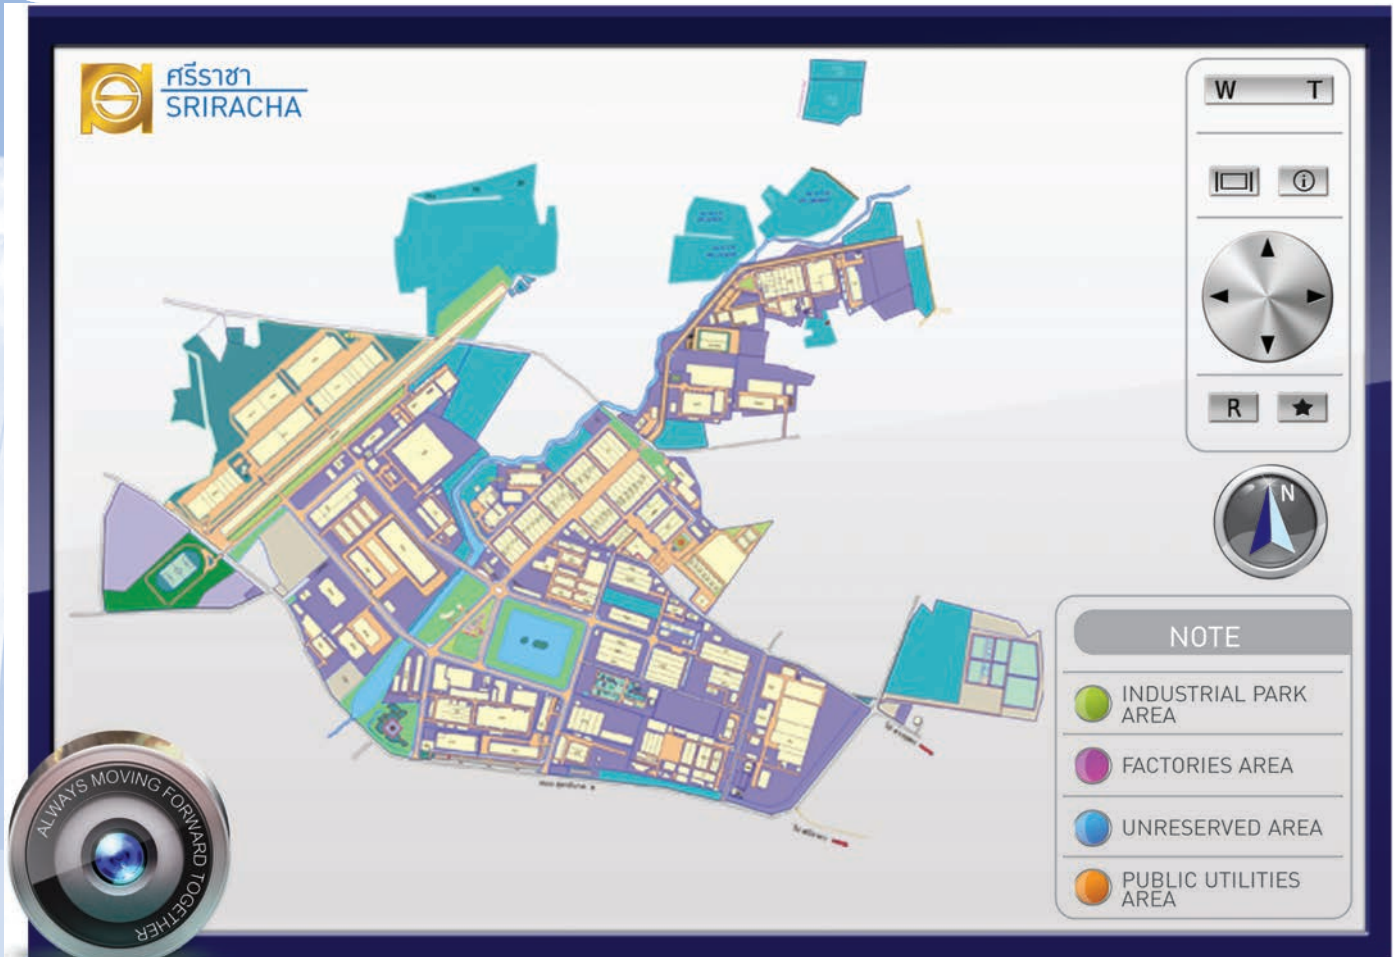 ศรีราชา
SRIRACHA
W T
R
N
NOTE
INDUSTRIAL PARK
AREA
FACTORIES AREA
UNRESERVED AREA
PUBLIC UTILITIES
AREA
ALWAYS MOVING FORWARD TOGETHER